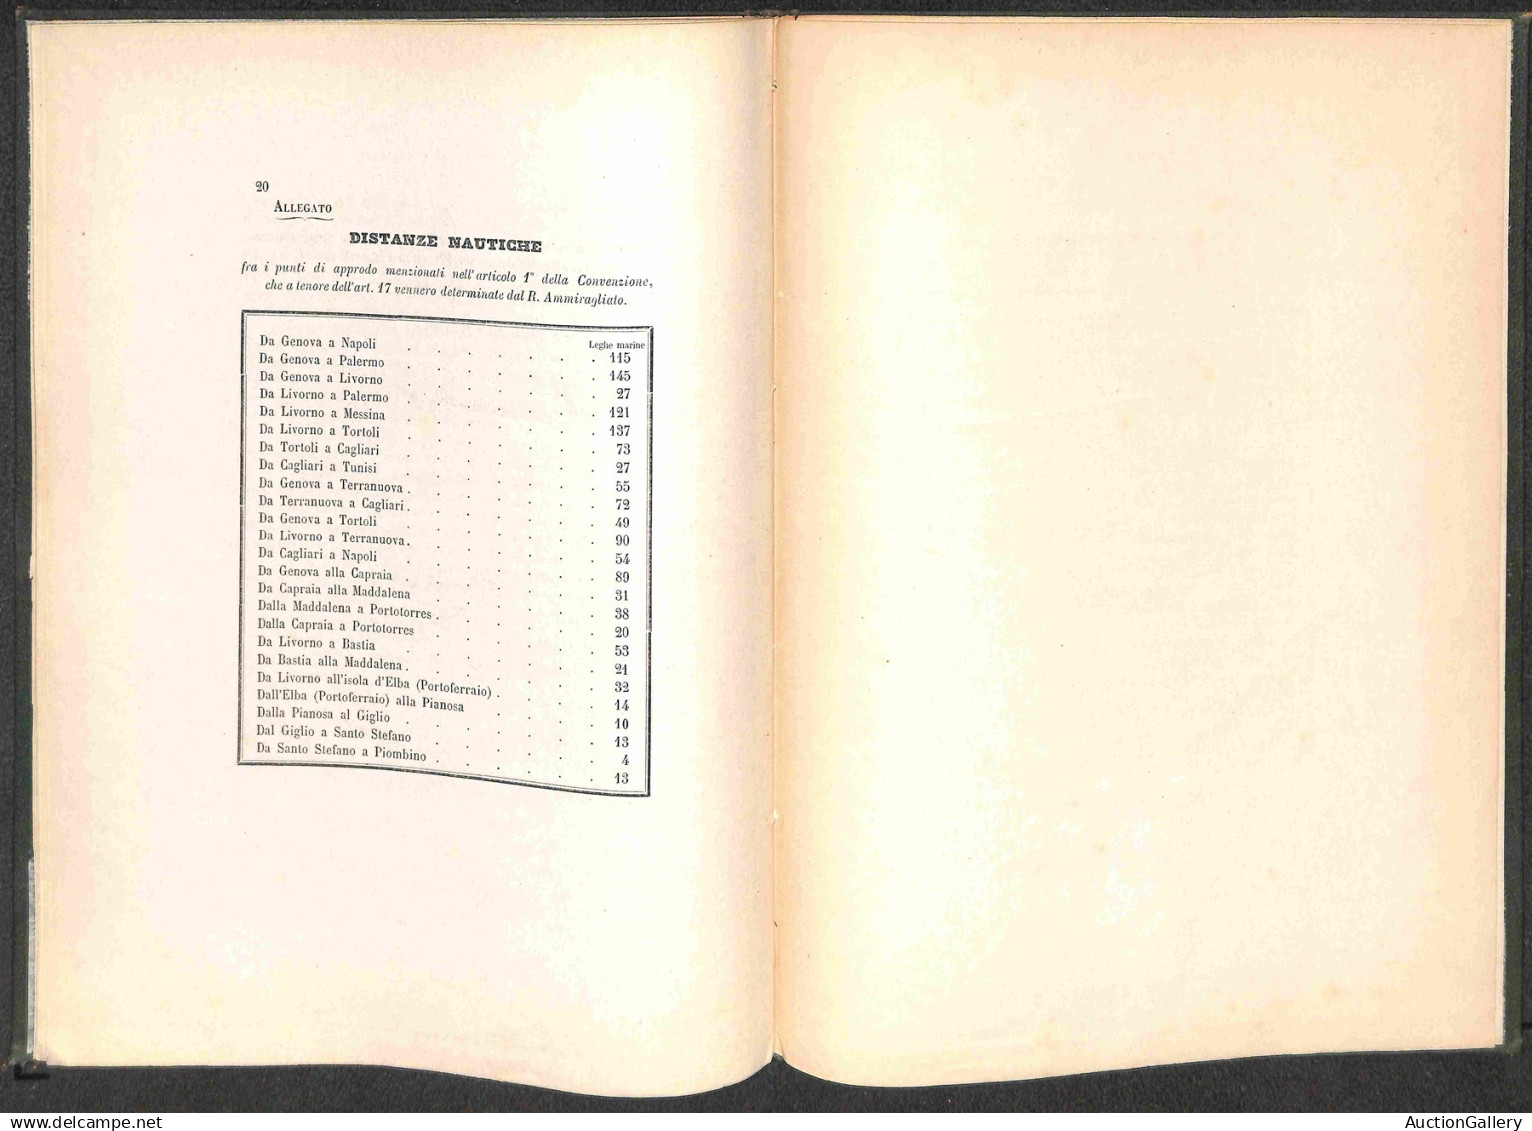 20
ALLEGATO
DISTANZE NAUTICHE
fra i punti di approdo menzionati nell'articolo 1° della Convenzione,
che a tenore dell'art. 17 vennero determinate dal R. Ammiragliato.
Leghe marine
Da Genova a Napoli . . . . . . . 115
Da Genova a Palermo . . . . . . . 145
Da Genova a Livorno . . . . . . . 27
Da Livorno a Palermo . . . . . . . 121
Da Livorno a Messina . . . . . . . 137
Da Livorno a Tortoli . . . . . . . 73
Da Tortoli a Cagliari . . . . . . . 27
Da Cagliari a Tunisi . . . . . . . 55
Da Genova a Terranuova . . . . . . . 72
Da Terranuova a Cagliari . . . . . . . 49
Da Genova a Tortoli . . . . . . . 90
Da Livorno a Terranuova . . . . . . . 54
Da Cagliari a Napoli . . . . . . . 89
Da Genova alla Capraia . . . . . . . 31
Da Capraia alla Maddalena . . . . . . 38
Dalla Maddalena a Portotorres . . . . . . 20
Dalla Capraia a Portotorres . . . . . . 53
Da Livorno a Bastia . . . . . . . 21
Da Bastia alla Maddalena . . . . . . . 32
Da Livorno all'isola d'Elba (Portoferraio) . . . . 14
Dall'Elba (Portoferraio) alla Pianosa . . . . . 10
Dalla Pianosa al Giglio . . . . . . . 13
Dal Giglio a Santo Stefano . . . . . . 4
Da Santo Stefano a Piombino . . . . . . 13
AuctionGallery